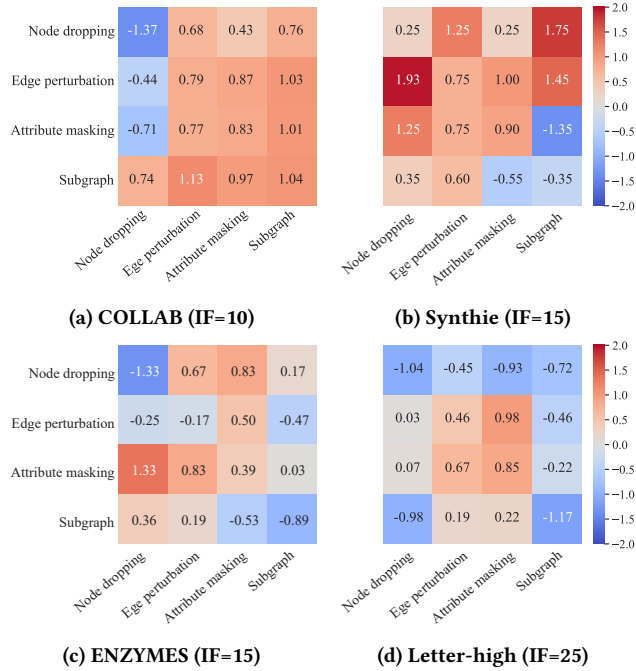 Node dropping -1.37 0.68 0.43 0.76
Edge perturbation -0.44 0.79 0.87 1.03
Attribute masking -0.71 0.77 0.83 1.01
Subgraph 0.74 1.13 0.97 1.04
Node dropping Ege perturbation Attribute masking Subgraph
(a) COLLAB (IF=10)
0.25 1.25 0.25 1.75
1.93 0.75 1.00 1.45
1.25 0.75 0.90 -1.35
0.35 0.60 -0.55 -0.35
Node dropping Ege perturbation Attribute masking Subgraph
2.0
1.5
1.0
0.5
0.0
-0.5
-1.0
-1.5
-2.0
(b) Synthie (IF=15)
Node dropping -1.33 0.67 0.83 0.17
Edge perturbation -0.25 -0.17 0.50 -0.47
Attribute masking 1.33 0.83 0.39 0.03
Subgraph 0.36 0.19 -0.53 -0.89
Node dropping Ege perturbation Attribute masking Subgraph
(c) ENZYMES (IF=15)
-1.04 -0.45 -0.93 -0.72
0.03 0.46 0.98 -0.46
0.07 0.67 0.85 -0.22
-0.98 0.19 0.22 -1.17
Node dropping Ege perturbation Attribute masking Subgraph
2.0
1.5
1.0
0.5
0.0
-0.5
-1.0
-1.5
-2.0
(d) Letter-high (IF=25)